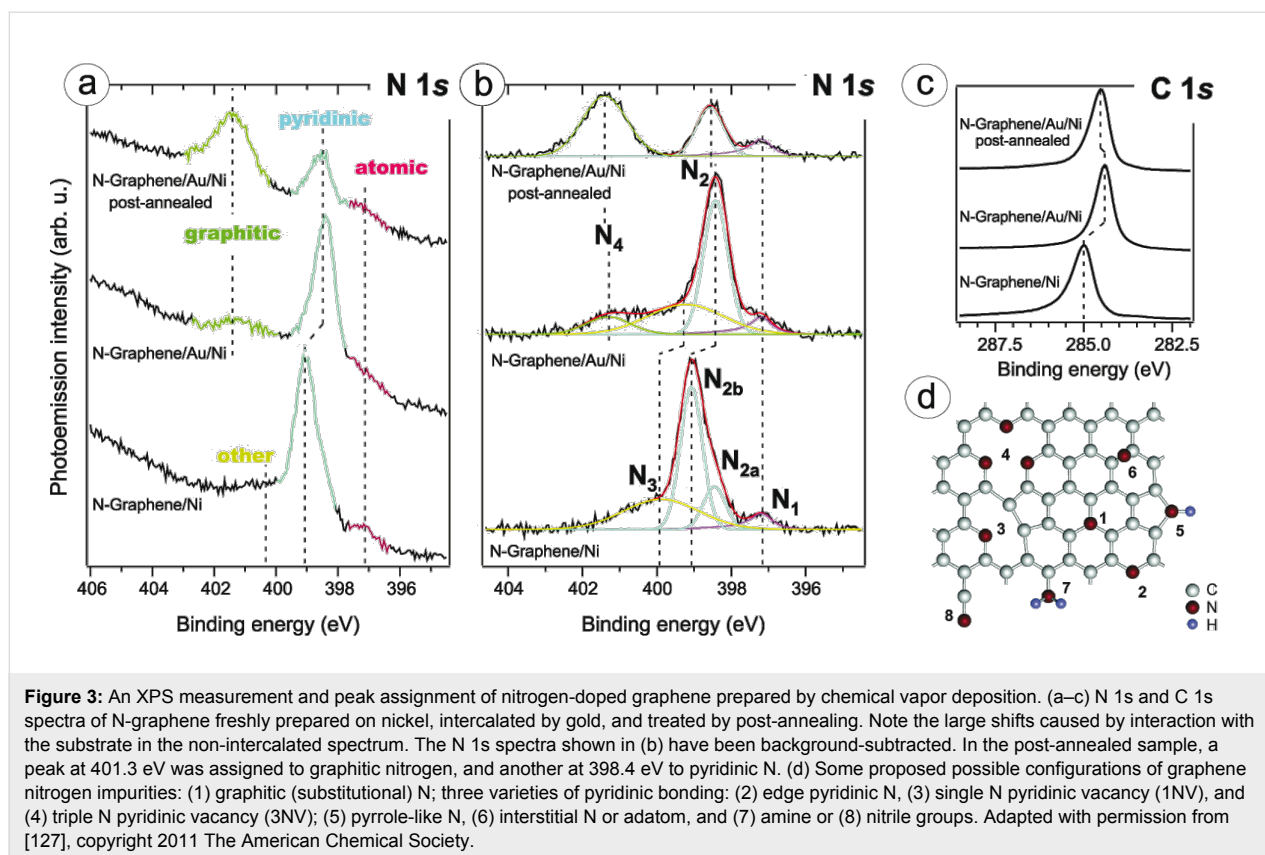 a
N 1s
pyridinic
atomic
N-Graphene/Au/Ni
post-annealed
graphitic
N-Graphene/Au/Ni
other
N-Graphene/Ni
Photoemission intensity (arb. u.)
406 404 402 400 398 396
Binding energy (eV)
b
N 1s
N-Graphene/Au/Ni
post-annealed
N2
N4
N-Graphene/Au/Ni
N2b
N2a
N3
N1
N-Graphene/Ni
404 402 400 398 396
Binding energy (eV)
c
C 1s
N-Graphene/Au/Ni
post-annealed
N-Graphene/Au/Ni
N-Graphene/Ni
287.5 285.0 282.5
Binding energy (eV)
d
4
6
1
5
3
2
7
8
C
N
H
Figure 3: An XPS measurement and peak assignment of nitrogen-doped graphene prepared by chemical vapor deposition. (a–c) N 1s and C 1s
spectra of N-graphene freshly prepared on nickel, intercalated by gold, and treated by post-annealing. Note the large shifts caused by interaction with
the substrate in the non-intercalated spectrum. The N 1s spectra shown in (b) have been background-subtracted. In the post-annealed sample, a
peak at 401.3 eV was assigned to graphitic nitrogen, and another at 398.4 eV to pyridinic N. (d) Some proposed possible configurations of graphene
nitrogen impurities: (1) graphitic (substitutional) N; three varieties of pyridinic bonding: (2) edge pyridinic N, (3) single N pyridinic vacancy (1NV), and
(4) triple N pyridinic vacancy (3NV); (5) pyrrole-like N, (6) interstitial N or adatom, and (7) amine or (8) nitrile groups. Adapted with permission from
[127], copyright 2011 The American Chemical Society.